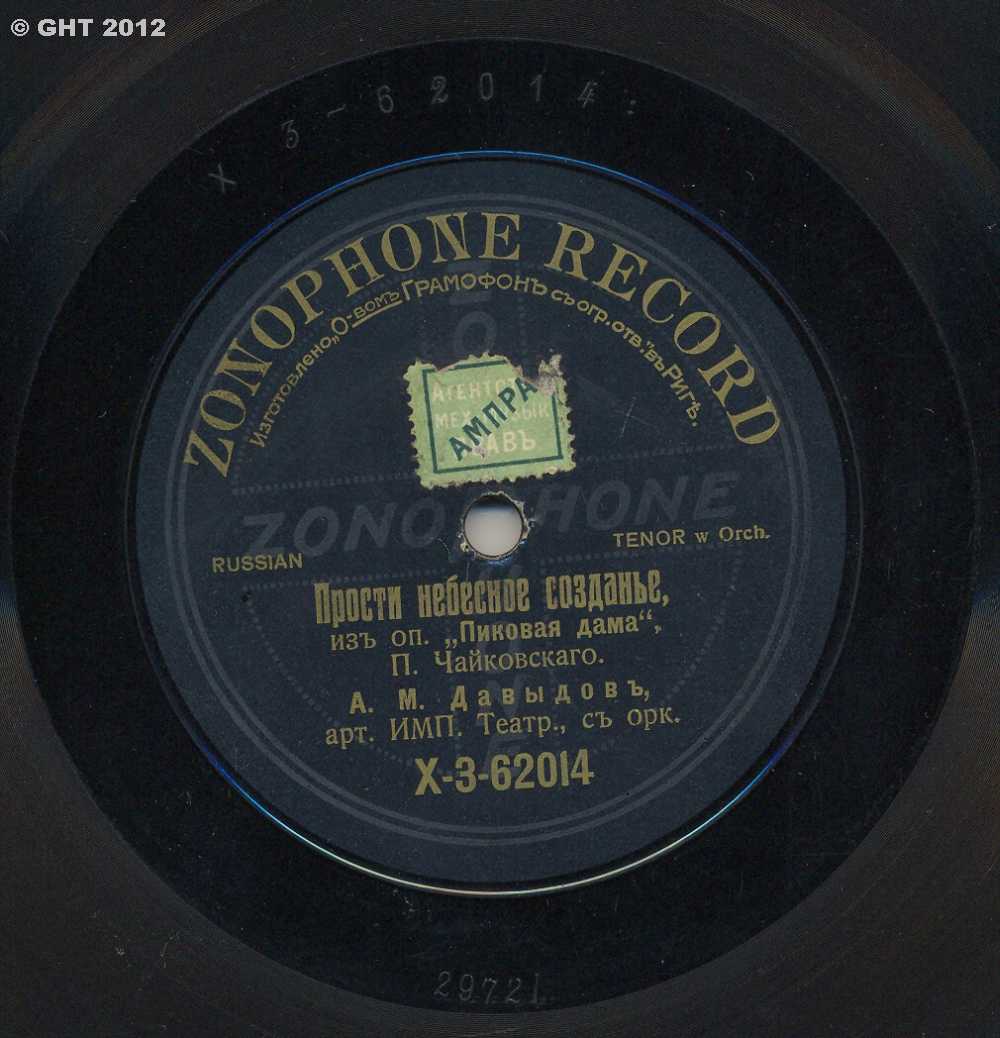 © GHT 2012
X 3-62014:
ZONOPHONE RECORD
Изготовлено „О-вомъ Грамофонъ съ огр. отв.“ въ Ригѣ.
АМПРА
ZONOPHONE
RUSSIAN
TENOR w Orch.
Прости небесное созданье,
изъ оп. „Пиковая дама“,
П. Чайковскаго.
А. М. Давыдовъ,
арт. ИМП. Театр., съ орк.
X-3-62014
29721